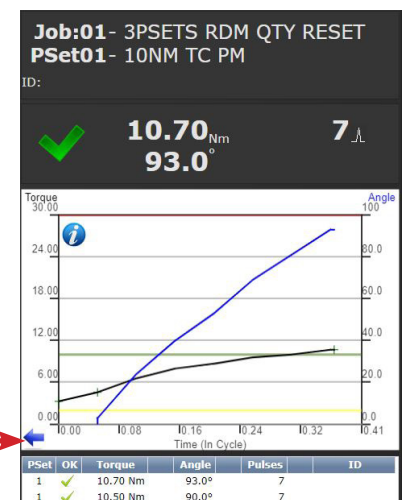 Job:01- 3PSETS RDM QTY RESET
PSet01- 10NM TC PM
ID:
10.70 Nm 7
93.0°
Torque Angle
30.00 100
24.00 80.0
18.00 60.0
12.00 40.0
6.00 20.0
0.00 0.0
0.00 0.08 0.16 0.24 0.32 0.41
Time (In Cycle)
PSet OK Torque Angle Pulses ID
1 10.70 Nm 93.0° 7
1 10.50 Nm 90.0° 7